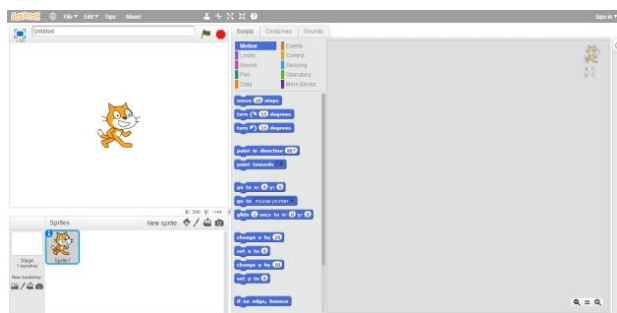 SCRATCH File Edit Tips About Sign in
Untitled
Scripts Costumes Sounds
Motion Events
Looks Control
Sound Sensing
Pen Operators
Data More Blocks
move 10 steps
turn 15 degrees
turn 15 degrees
point in direction 90
point towards
go to x: 0 y: 0
go to mouse-pointer
glide 1 secs to x: 0 y: 0
change x by 10
set x to 0
change y by 10
set y to 0
if on edge, bounce
Sprites New sprite:
Stage
1 backdrop
New backdrop:
Sprite1